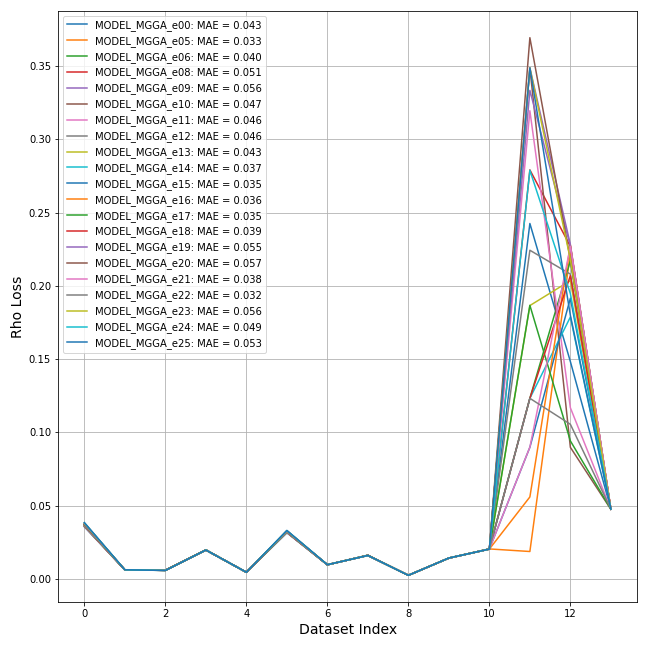 MODEL_MGGA_e00: MAE = 0.043
MODEL_MGGA_e05: MAE = 0.033
MODEL_MGGA_e06: MAE = 0.040
MODEL_MGGA_e08: MAE = 0.051
MODEL_MGGA_e09: MAE = 0.056
MODEL_MGGA_e10: MAE = 0.047
MODEL_MGGA_e11: MAE = 0.046
MODEL_MGGA_e12: MAE = 0.046
MODEL_MGGA_e13: MAE = 0.043
MODEL_MGGA_e14: MAE = 0.037
MODEL_MGGA_e15: MAE = 0.035
MODEL_MGGA_e16: MAE = 0.036
MODEL_MGGA_e17: MAE = 0.035
MODEL_MGGA_e18: MAE = 0.039
MODEL_MGGA_e19: MAE = 0.055
MODEL_MGGA_e20: MAE = 0.057
MODEL_MGGA_e21: MAE = 0.038
MODEL_MGGA_e22: MAE = 0.032
MODEL_MGGA_e23: MAE = 0.056
MODEL_MGGA_e24: MAE = 0.049
MODEL_MGGA_e25: MAE = 0.053
0.35
0.30
0.25
0.20
0.15
0.10
0.05
0.00
Rho Loss
0 2 4 6 8 10 12
Dataset Index